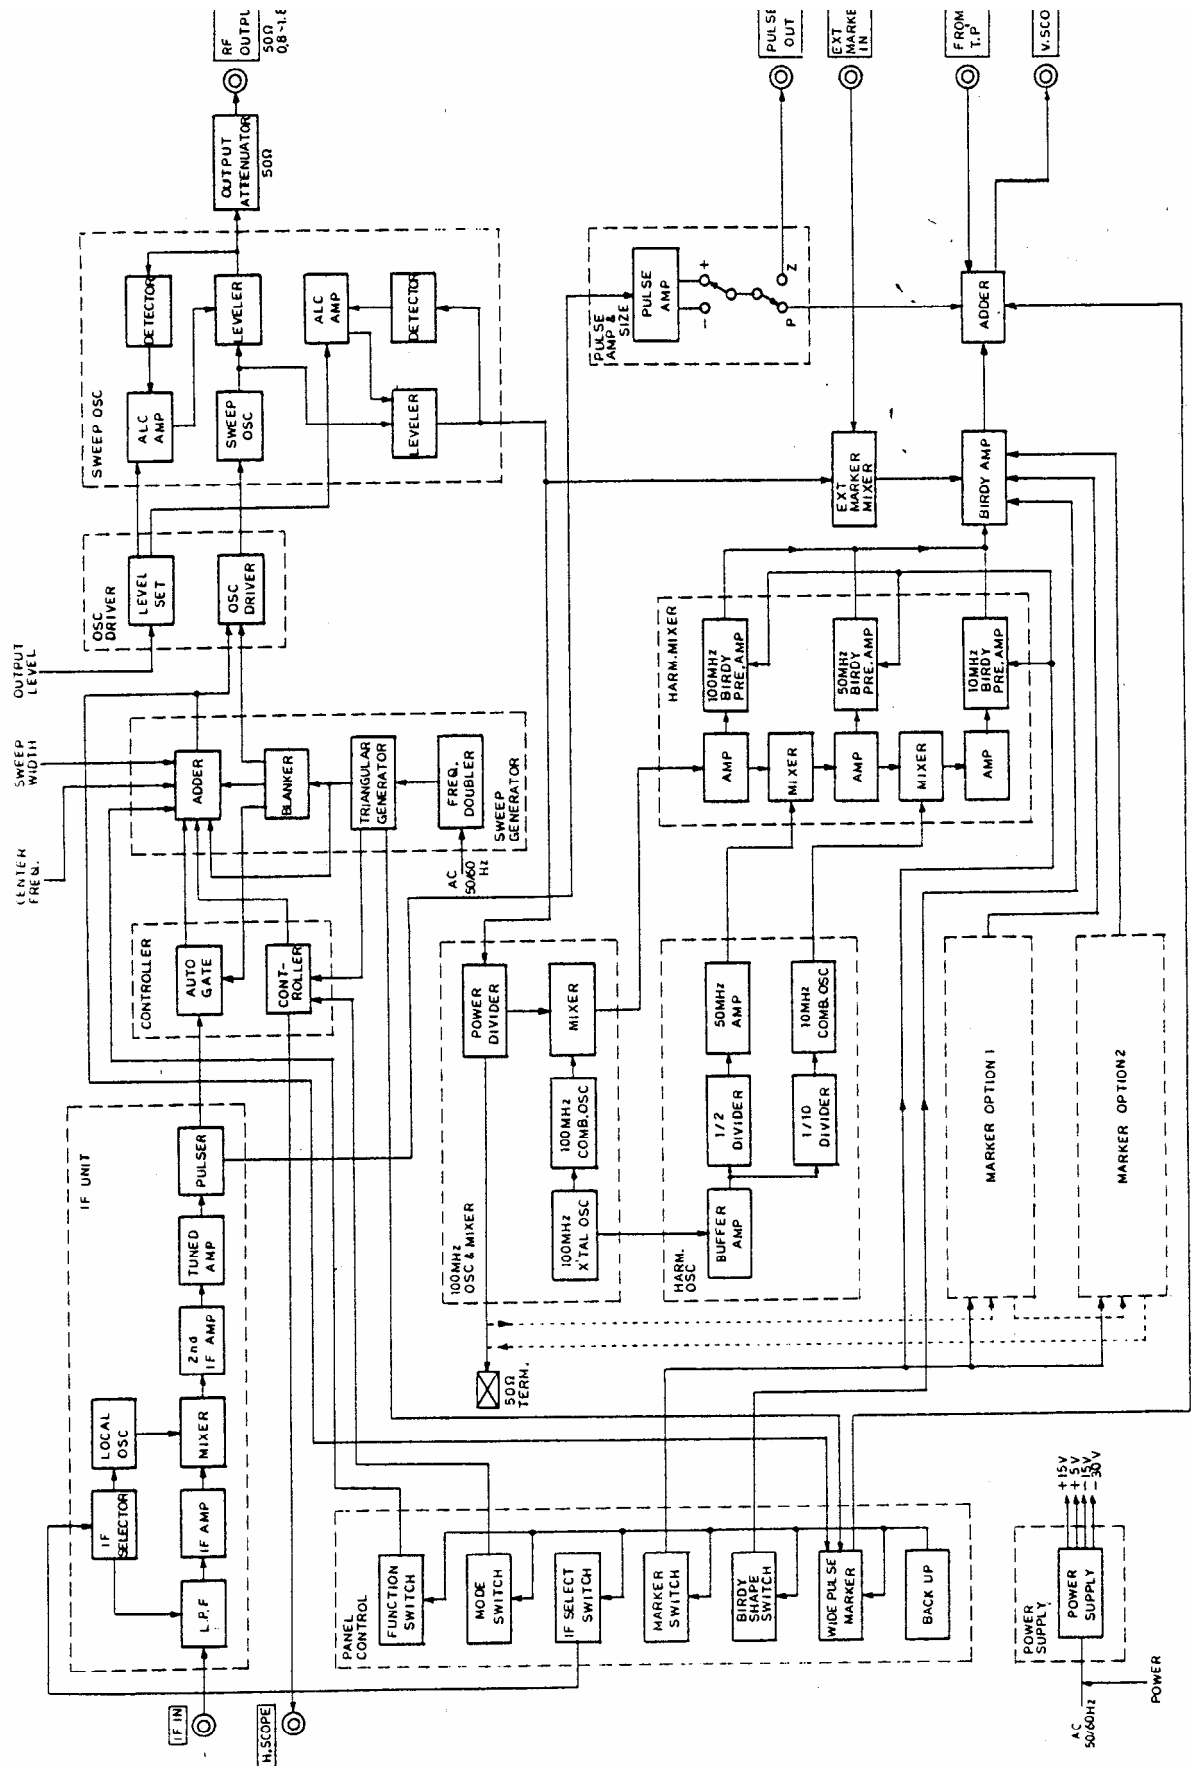 RF
50Ω
PULSE
OUT
EXT
IN
FROM
T.P
OUTPUT
ATTENUATOR
50Ω
SWEEP OSC
DETECTOR
LEVELER
ALC
AMP
DETECTOR
ALC
AMP
SWEEP
OSC
LEVELER
PULSE
AMP &
SIZE
PULSE
AMP
+
-
Z
P
ADDER
EXT
MARKER
MIXER
BIRDY AMP
OSC
DRIVER
LEVEL
SET
OSC
DRIVER
OUTPUT
LEVEL
SWEEP
WIDTH
CENTER
FREQ.
ADDER
BLANKER
TRIANGULAR
GENERATOR
FREQ.
DOUBLER
SWEEP
GENERATOR
AC
50/60
Hz
HARM.MIXER
100MHz
BIRDY
PRE.AMP
50MHz
BIRDY
PRE.AMP
10MHz
BIRDY
PRE.AMP
AMP
MIXER
AMP
MIXER
AMP
CONTROLLER
AUTO
GATE
CONT-
ROLLER
100MHz
OSC & MIXER
POWER
DIVIDER
MIXER
100MHz
COMB.OSC
100MHz
X'TAL OSC
HARM.
OSC
50MHz
AMP
10MHz
COMB.OSC
1/2
DIVIDER
1/10
DIVIDER
BUFFER
AMP
MARKER OPTION 1
MARKER OPTION 2
50Ω
TERM.
IF UNIT
PULSER
TUNED
AMP
2nd
IF AMP
LOCAL
OSC
MIXER
IF
SELECTOR
IF AMP
L.P.F
IF IN
H.SCOPE
PANEL
CONTROL
FUNCTION
SWITCH
MODE
SWITCH
IF SELECT
SWITCH
MARKER
SWITCH
BIRDY
SHAPE
SWITCH
WIDE PULSE
MARKER
BACK UP
POWER
SUPPLY
POWER
SUPPLY
+15V
+5V
-15V
-30V
AC
50/60Hz
POWER